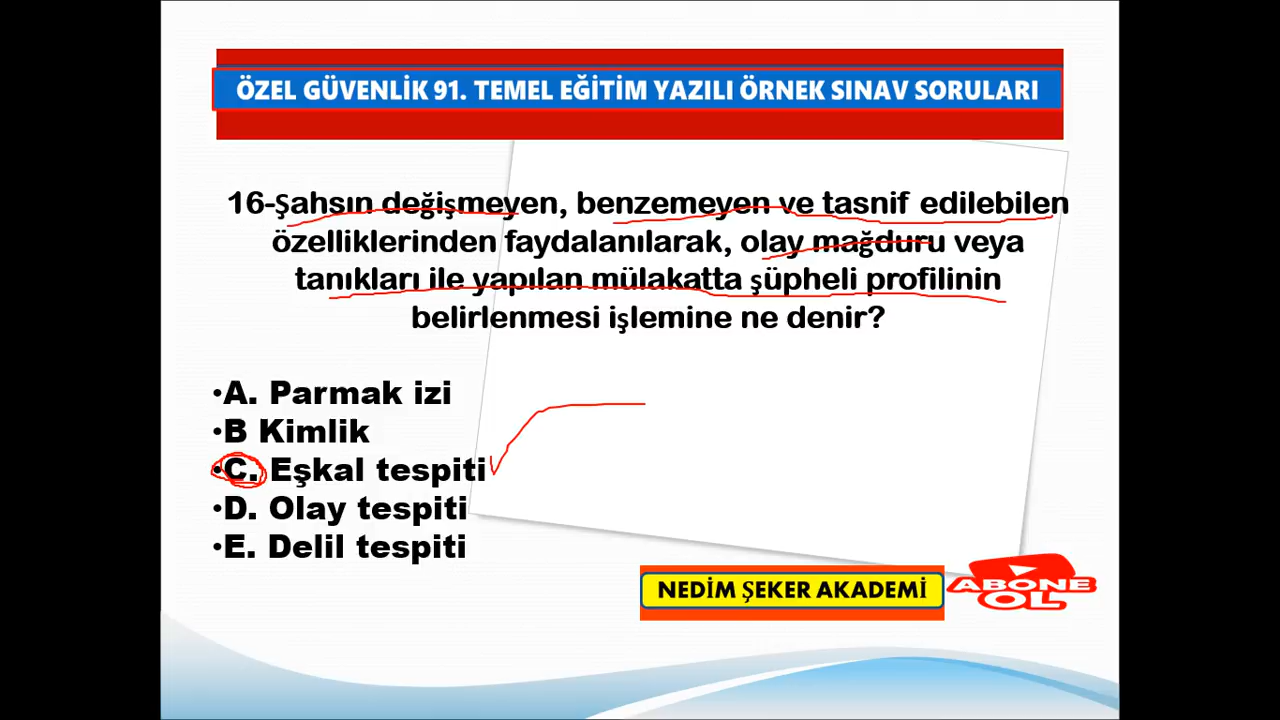 ÖZEL GÜVENLİK 91. TEMEL EĞİTİM YAZILI ÖRNEK SINAV SORULARI
16-Şahsın değişmeyen, benzemeyen ve tasnif edilebilen
özelliklerinden faydalanılarak, olay mağduru veya
tanıkları ile yapılan mülakatta şüpheli profilinin
belirlenmesi işlemine ne denir?
•A. Parmak izi
•B Kimlik
•C. Eşkal tespiti
•D. Olay tespiti
•E. Delil tespiti
NEDİM ŞEKER AKADEMİ
ABONE
OL